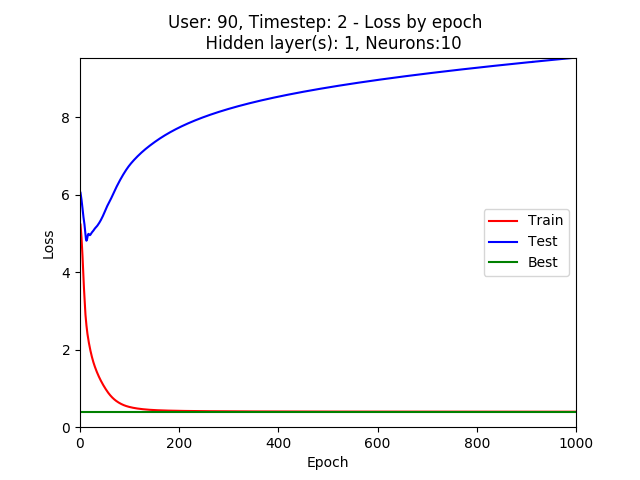 User: 90, Timestep: 2 - Loss by epoch
Hidden layer(s): 1, Neurons:10
8
6
4
2
0
Loss
Train
Test
Best
0 200 400 600 800 1000
Epoch